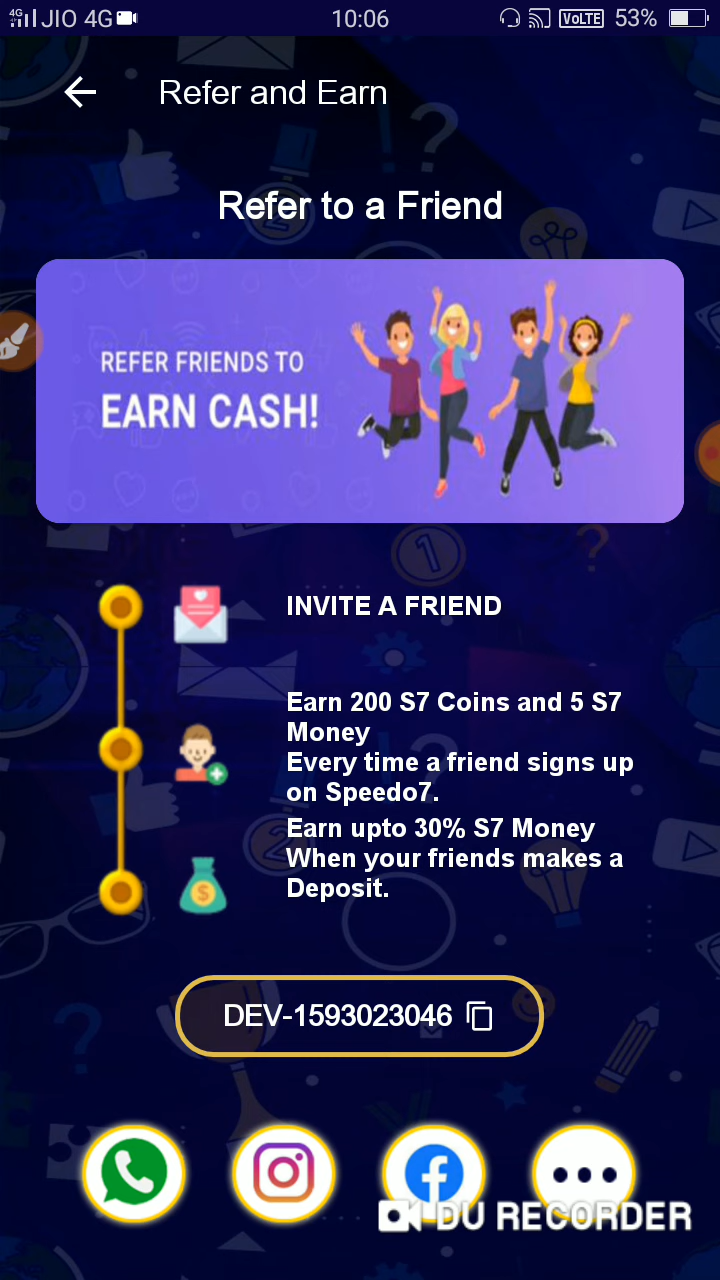 4G JIO 4G 10:06 VoLTE 53%
Refer and Earn
Refer to a Friend
REFER FRIENDS TO
EARN CASH!
INVITE A FRIEND
Earn 200 S7 Coins and 5 S7
Money
Every time a friend signs up
on Speedo7.
Earn upto 30% S7 Money
When your friends makes a
Deposit.
DEV-1593023046
DU RECORDER